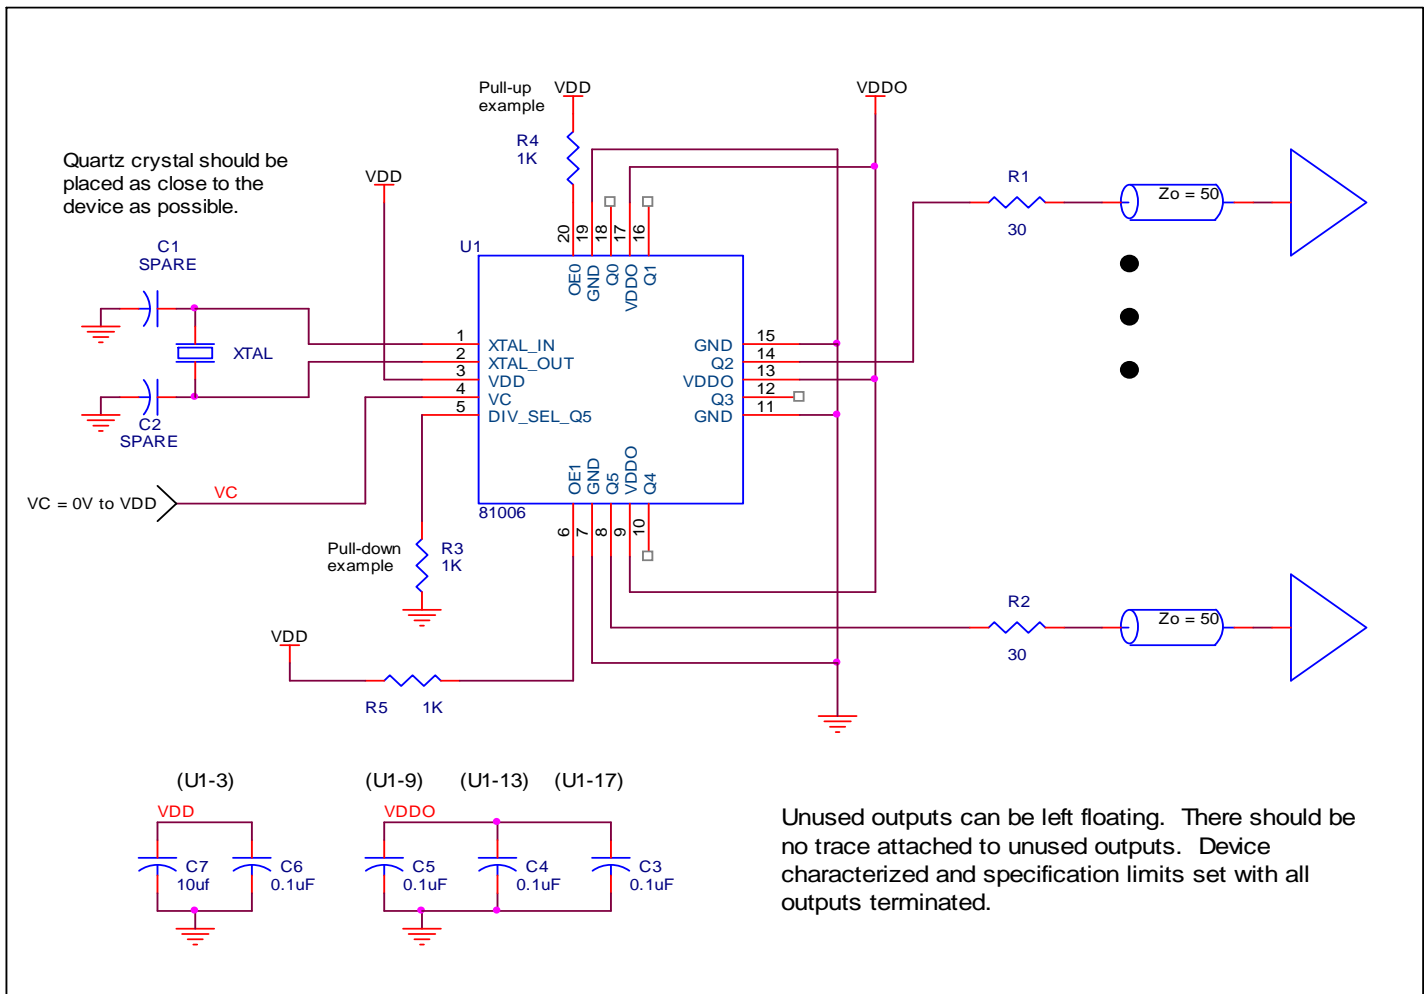 Pull-up
example
VDD
VDDO
R4
1K
Quartz crystal should be
placed as close to the
device as possible.
VDD
R1
30
Zo = 50
C1
SPARE
U1
20
19
18
17
16
OE0
GND
Q0
VDDO
Q1
XTAL
1
2
3
4
5
XTAL_IN
XTAL_OUT
VDD
VC
DIV_SEL_Q5
GND
Q2
VDDO
Q3
GND
15
14
13
12
11
C2
SPARE
OE1
GND
Q5
VDDO
Q4
VC = 0V to VDD
VC
81006
6
7
8
9
10
Pull-down
example
R3
1K
R2
30
Zo = 50
VDD
R5
1K
(U1-3)
(U1-9)
(U1-13)
(U1-17)
VDD
VDDO
C7
10uf
C6
0.1uF
C5
0.1uF
C4
0.1uF
C3
0.1uF
Unused outputs can be left floating. There should be
no trace attached to unused outputs. Device
characterized and specification limits set with all
outputs terminated.